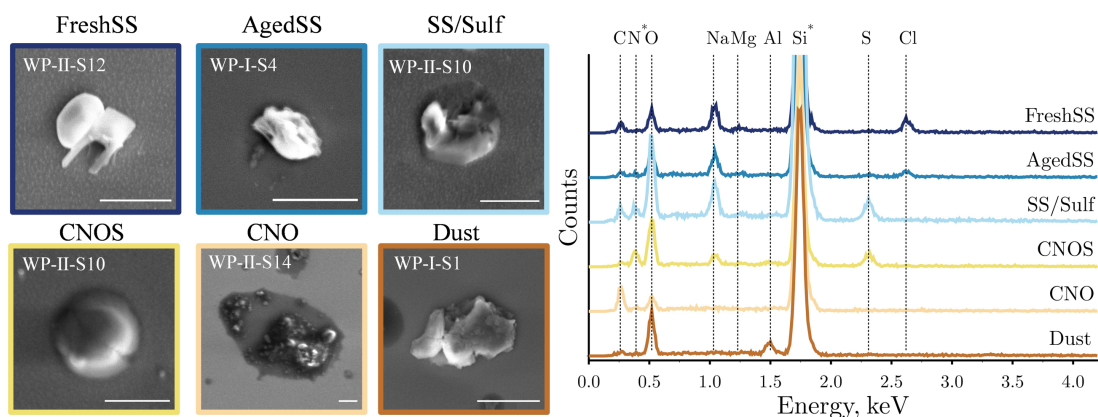 FreshSS
AgedSS
SS/Sulf
WP-II-S12
WP-I-S4
WP-II-S10
CNOS
CNO
Dust
WP-II-S10
WP-II-S14
WP-I-S1
C N* O Na Mg Al Si* S Cl
FreshSS
AgedSS
SS/Sulf
CNOS
CNO
Dust
Counts
0.0 0.5 1.0 1.5 2.0 2.5 3.0 3.5 4.0
Energy, keV